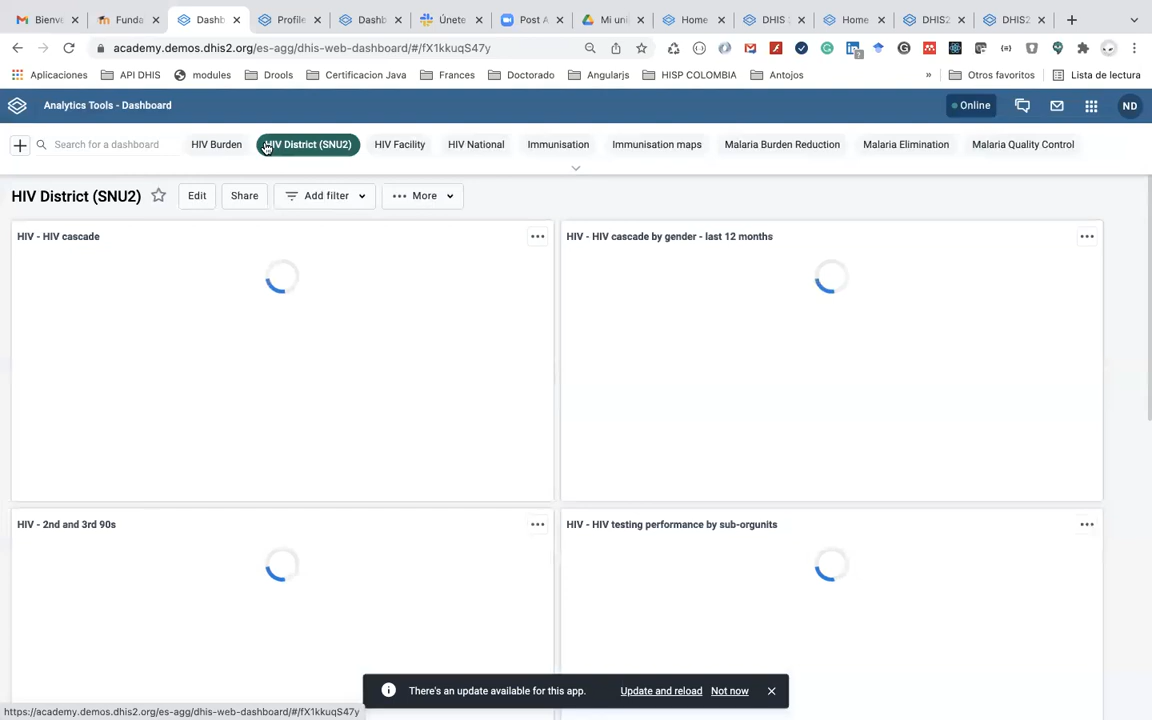 Bienve
Funda
Dashb
Profile
Dashb
Únete
Post A
Mi uni
Home
DHIS
Home
DHIS2
DHIS2
academy.demos.dhis2.org/es-agg/dhis-web-dashboard/#/fX1kkuqS47y
Aplicaciones
API DHIS
modules
Drools
Certificacion Java
Frances
Doctorado
Angularjs
HISP COLOMBIA
Antojos
»
Otros favoritos
Lista de lectura
Analytics Tools - Dashboard
Online
ND
Search for a dashboard
HIV Burden
HIV District (SNU2)
HIV Facility
HIV National
Immunisation
Immunisation maps
Malaria Burden Reduction
Malaria Elimination
Malaria Quality Control
HIV District (SNU2)
Edit
Share
Add filter
More
HIV - HIV cascade
HIV - HIV cascade by gender - last 12 months
HIV - 2nd and 3rd 90s
HIV - HIV testing performance by sub-orgunits
There's an update available for this app.
Update and reload
Not now
https://academy.demos.dhis2.org/es-agg/dhis-web-dashboard/#/fX1kkuqS47y